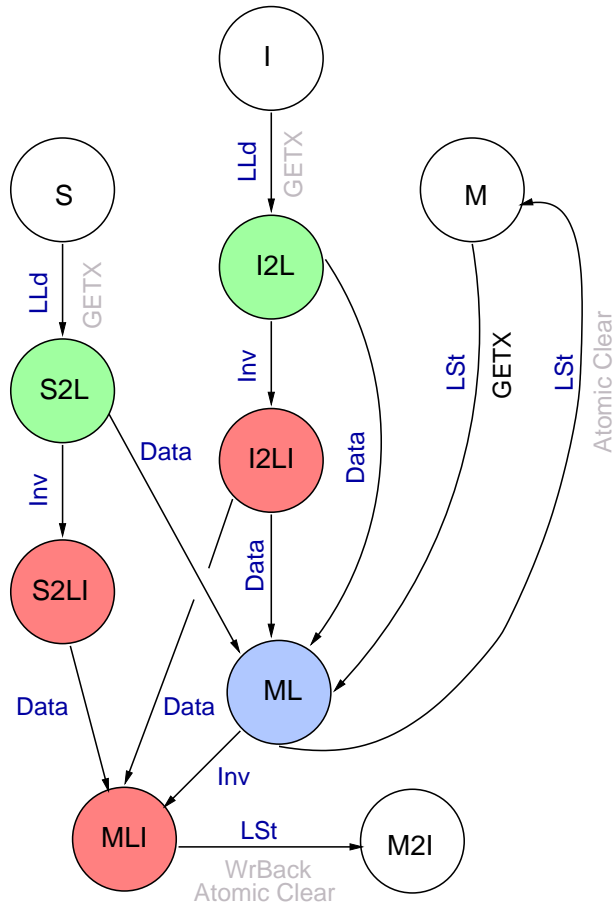 I
LLd
GETX
S
M
LLd
GETX
I2L
Inv
LSt
GETX
LSt
Atomic Clear
S2L
Data
I2LI
Data
Inv
Data
S2LI
ML
Data
Data
Inv
MLI
LSt
M2I
WrBack
Atomic Clear